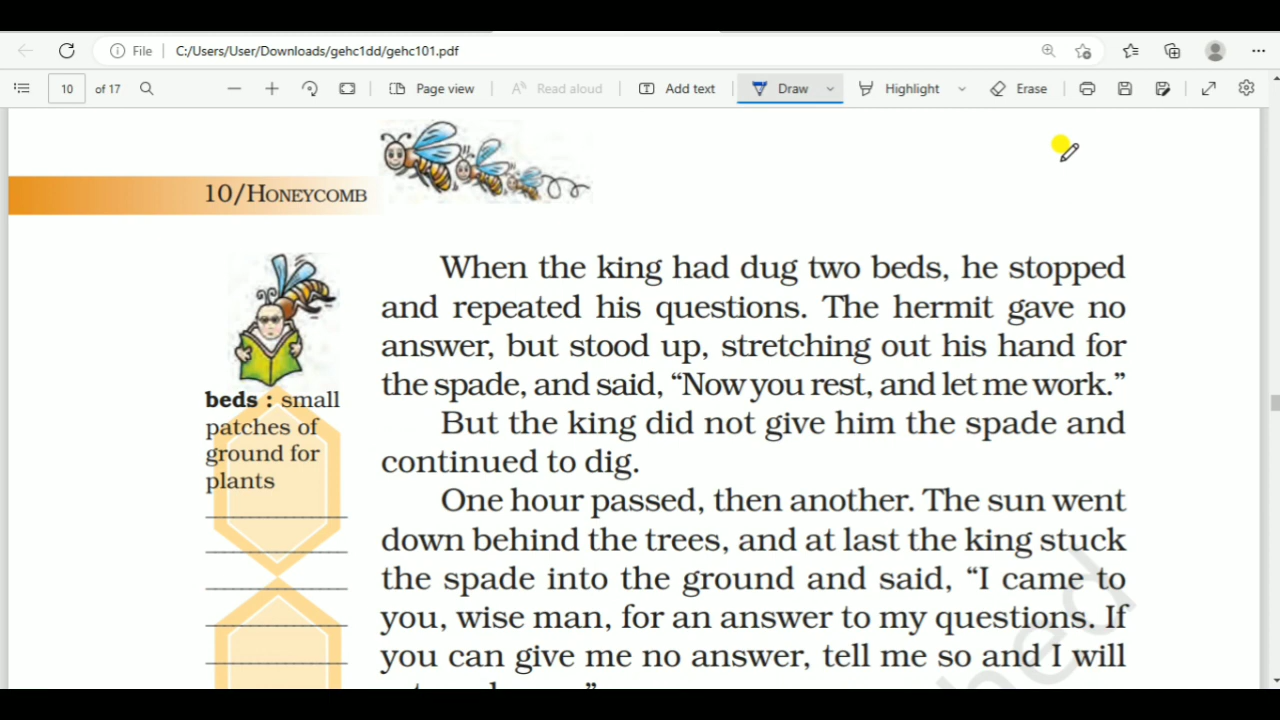 File
C:/Users/User/Downloads/gehc1dd/gehc101.pdf
10 of 17
Page view
Read aloud
Add text
Draw
Highlight
Erase
10/HONEYCOMB
When the king had dug two beds, he stopped
and repeated his questions. The hermit gave no
answer, but stood up, stretching out his hand for
the spade, and said, “Now you rest, and let me work.”
But the king did not give him the spade and
continued to dig.
One hour passed, then another. The sun went
down behind the trees, and at last the king stuck
the spade into the ground and said, “I came to
you, wise man, for an answer to my questions. If
you can give me no answer, tell me so and I will
beds : small
patches of
ground for
plants